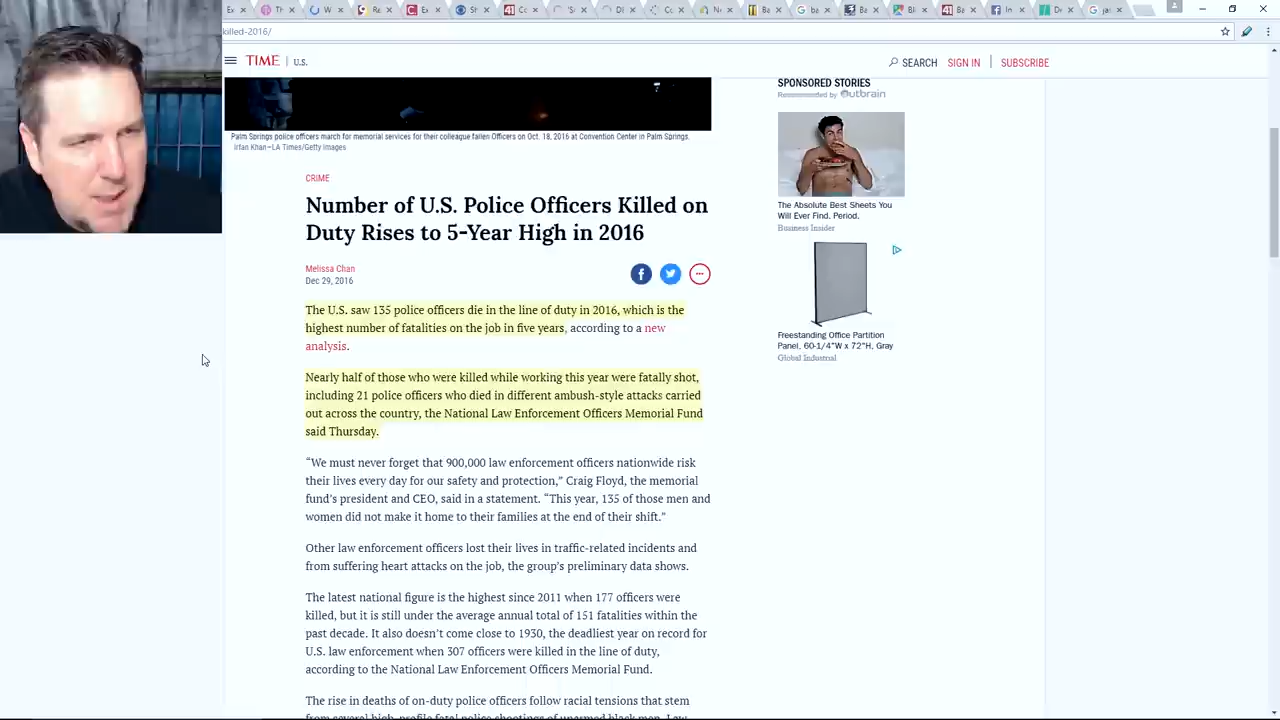 killed-2016/
TIME | U.S.
SEARCH SIGN IN | SUBSCRIBE
SPONSORED STORIES
Recommended by Outbrain
Palm Springs police officers march for memorial services for their colleague fallen Officers on Oct. 18, 2016 at Convention Center in Palm Springs.
Irfan Khan—LA Times/Getty Images
CRIME
Number of U.S. Police Officers Killed on
Duty Rises to 5-Year High in 2016
Melissa Chan
Dec 29, 2016
The U.S. saw 135 police officers die in the line of duty in 2016, which is the
highest number of fatalities on the job in five years, according to a new
analysis.
Nearly half of those who were killed while working this year were fatally shot,
including 21 police officers who died in different ambush-style attacks carried
out across the country, the National Law Enforcement Officers Memorial Fund
said Thursday.
“We must never forget that 900,000 law enforcement officers nationwide risk
their lives every day for our safety and protection,” Craig Floyd, the memorial
fund’s president and CEO, said in a statement. “This year, 135 of those men and
women did not make it home to their families at the end of their shift.”
Other law enforcement officers lost their lives in traffic-related incidents and
from suffering heart attacks on the job, the group’s preliminary data shows.
The latest national figure is the highest since 2011 when 177 officers were
killed, but it is still under the average annual total of 151 fatalities within the
past decade. It also doesn’t come close to 1930, the deadliest year on record for
U.S. law enforcement when 307 officers were killed in the line of duty,
according to the National Law Enforcement Officers Memorial Fund.
The rise in deaths of on-duty police officers follow racial tensions that stem
from several high-profile fatal police shootings of unarmed black men. Law
The Absolute Best Sheets You
Will Ever Find. Period.
Business Insider
Freestanding Office Partition
Panel, 60-1/4"W x 72"H, Gray
Global Industrial